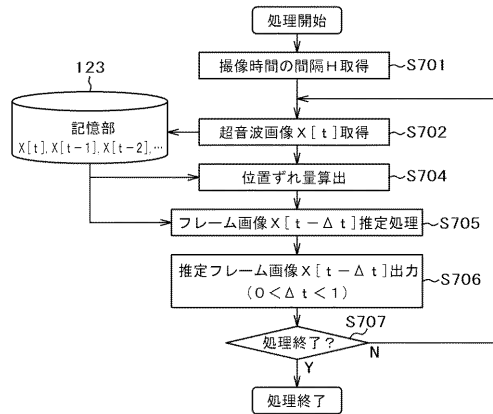 処理開始
撮像時間の間隔H取得
S701
123
記憶部
X[t], X[t−1], X[t−2], …
超音波画像X[t]取得
S702
位置ずれ量算出
S704
フレーム画像X[t−Δt]推定処理
S705
推定フレーム画像X[t−Δt]出力
(0<Δt<1)
S706
S707
処理終了?
N
Y
処理終了